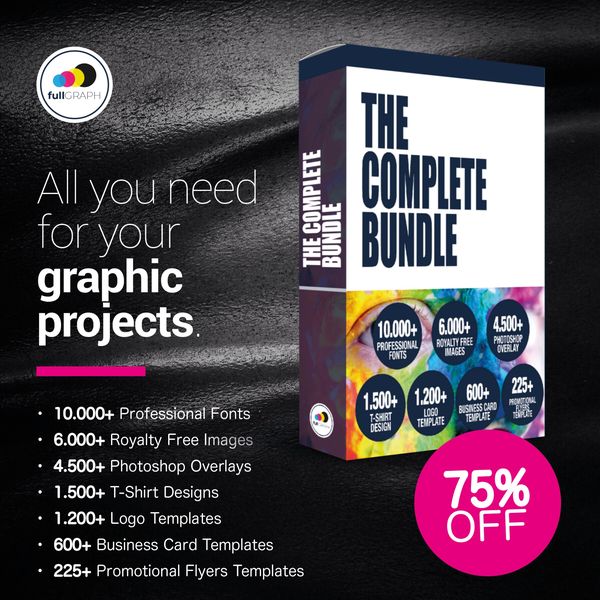 fullGRAPH
All you need
for your
graphic
projects.
• 10.000+ Professional Fonts
• 6.000+ Royalty Free Images
• 4.500+ Photoshop Overlays
• 1.500+ T-Shirt Designs
• 1.200+ Logo Templates
• 600+ Business Card Templates
• 225+ Promotional Flyers Templates
THE COMPLETE
BUNDLE
THE
COMPLETE
BUNDLE
10.000+
PROFESSIONAL
FONTS
6.000+
ROYALTY FREE
IMAGES
4.500+
PHOTOSHOP
OVERLAY
1.500+
T-SHIRT
DESIGN
1.200+
LOGO
TEMPLATE
600+
BUSINESS CARD
TEMPLATE
225+
PROMOTIONAL
FLYERS
TEMPLATE
75%
OFF